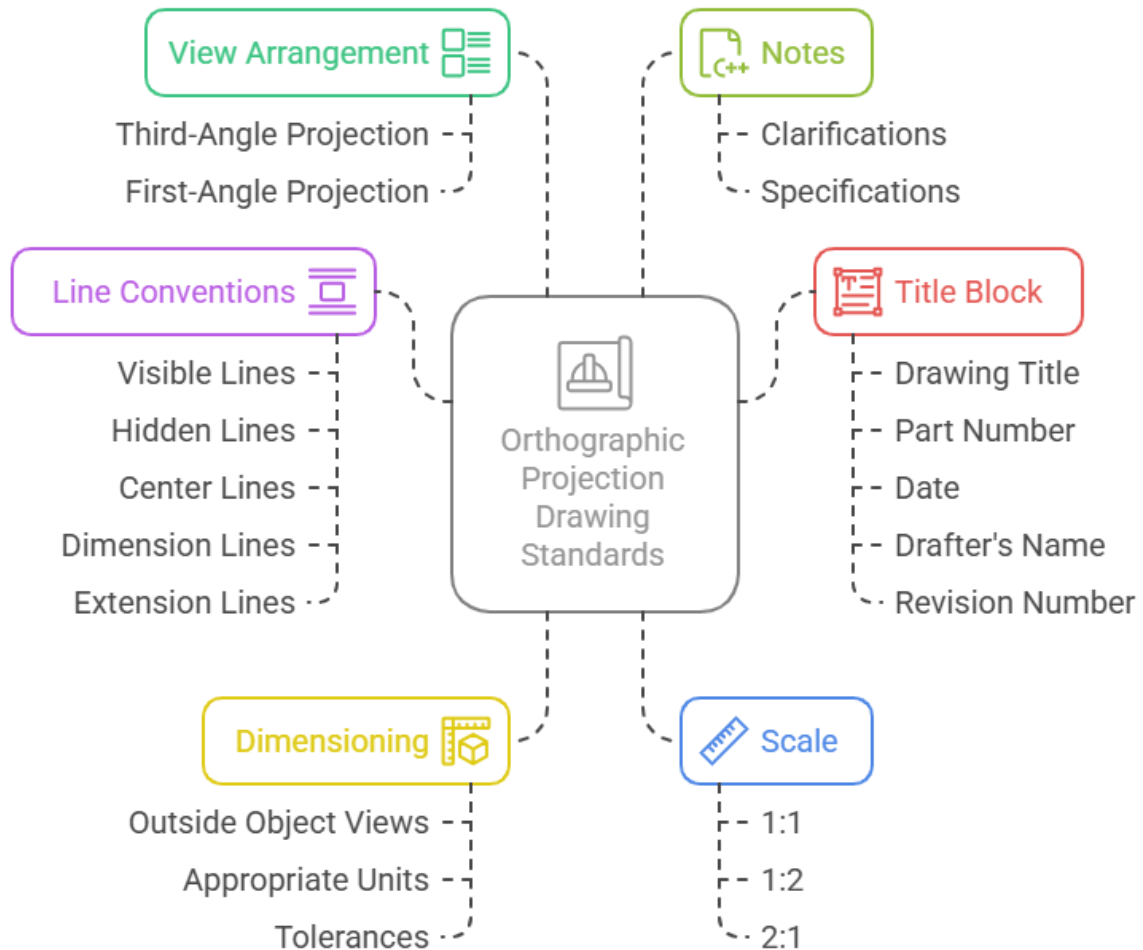 View Arrangement
Third-Angle Projection
First-Angle Projection
C++
Notes
Clarifications
Specifications
Line Conventions
Visible Lines
Hidden Lines
Center Lines
Dimension Lines
Extension Lines
Orthographic
Projection
Drawing
Standards
T
Title Block
Drawing Title
Part Number
Date
Drafter's Name
Revision Number
Dimensioning
Outside Object Views
Appropriate Units
Tolerances
Scale
1:1
1:2
2:1